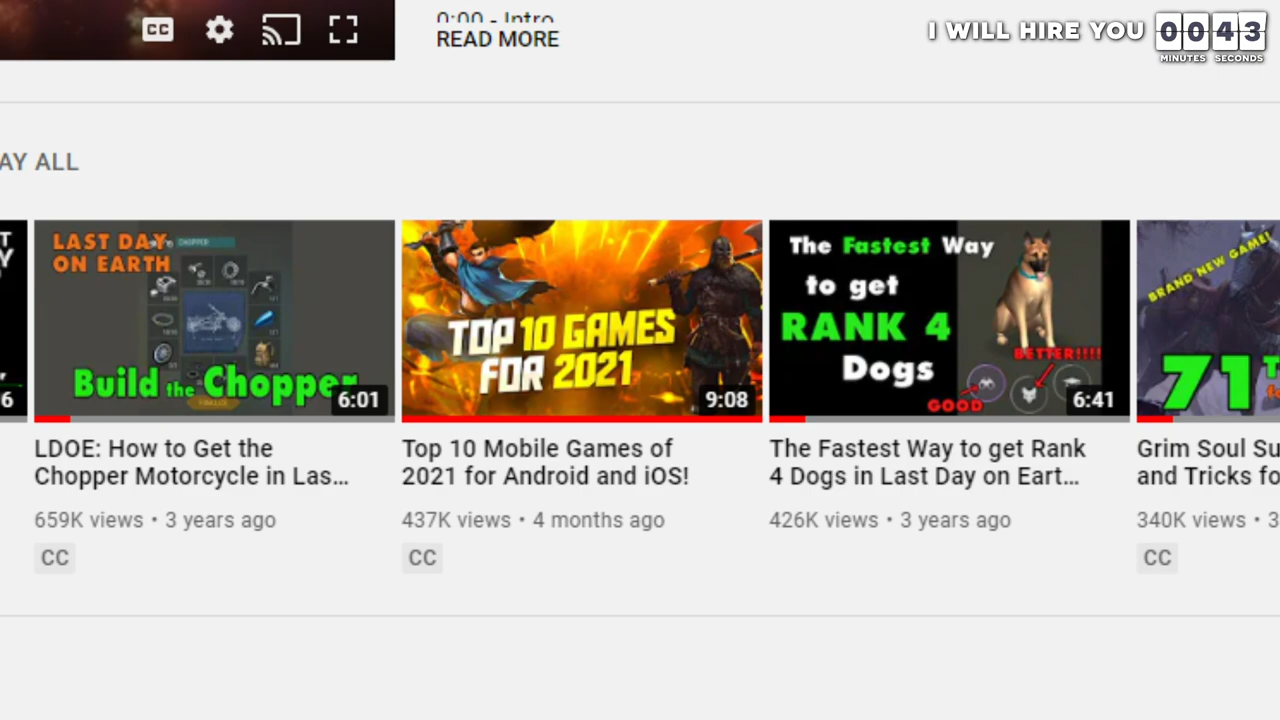 0:00 - Intro
READ MORE
I WILL HIRE YOU 00 43
MINUTES SECONDS
AY ALL
LAST DAY
ON EARTH
CHOPPER
Build the Chopper
6:01
TOP 10 GAMES
FOR 2021
9:08
The Fastest Way
to get
RANK 4
Dogs
BETTER!!!!
GOOD
6:41
BRAND NEW GAME!
71
LDOE: How to Get the
Chopper Motorcycle in Las...
659K views • 3 years ago
CC
Top 10 Mobile Games of
2021 for Android and iOS!
437K views • 4 months ago
CC
The Fastest Way to get Rank
4 Dogs in Last Day on Eart...
426K views • 3 years ago
Grim Soul Su
and Tricks fo
340K views • 3
CC